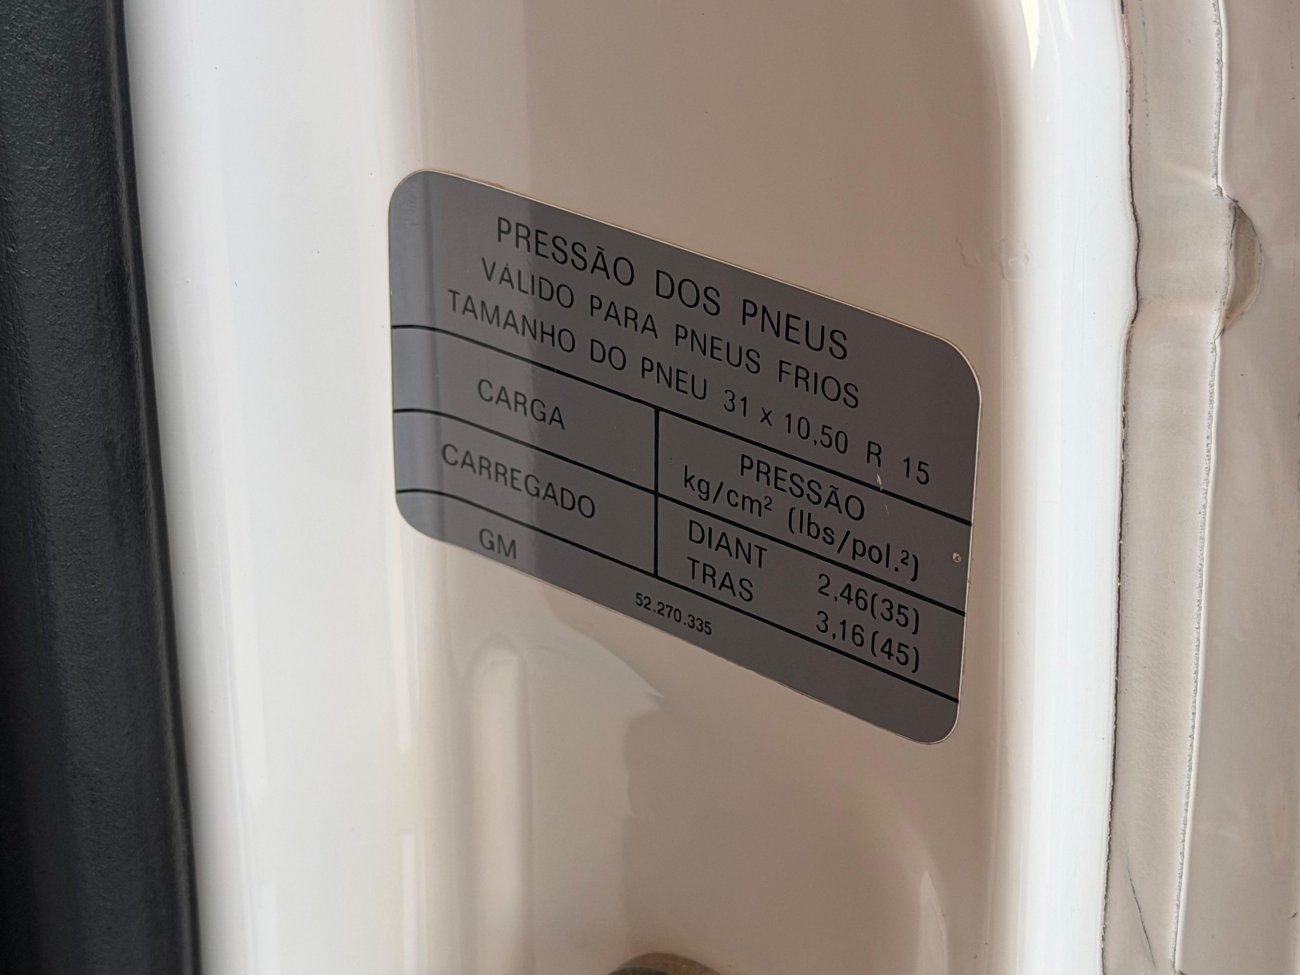 PRESSÃO DOS PNEUS
VÁLIDO PARA PNEUS FRIOS
TAMANHO DO PNEU 31 x 10,50 R 15
CARGA
PRESSÃO
kg/cm² (lbs/pol.²)
CARREGADO
DIANT 2,46(35)
TRAS 3,16(45)
GM
52.270.335